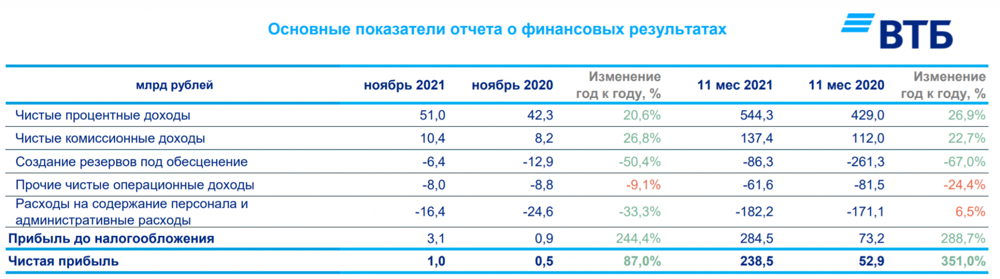 Основные показатели отчета о финансовых результатах
ВТБ
млрд рублей ноябрь 2021 ноябрь 2020 Изменение год к году, % 11 мес 2021 11 мес 2020 Изменение год к году, %
Чистые процентные доходы 51,0 42,3 20,6% 544,3 429,0 26,9%
Чистые комиссионные доходы 10,4 8,2 26,8% 137,4 112,0 22,7%
Создание резервов под обесценение -6,4 -12,9 -50,4% -86,3 -261,3 -67,0%
Прочие чистые операционные доходы -8,0 -8,8 -9,1% -61,6 -81,5 -24,4%
Расходы на содержание персонала и
административные расходы -16,4 -24,6 -33,3% -182,2 -171,1 6,5%
Прибыль до налогообложения 3,1 0,9 244,4% 284,5 73,2 288,7%
Чистая прибыль 1,0 0,5 87,0% 238,5 52,9 351,0%